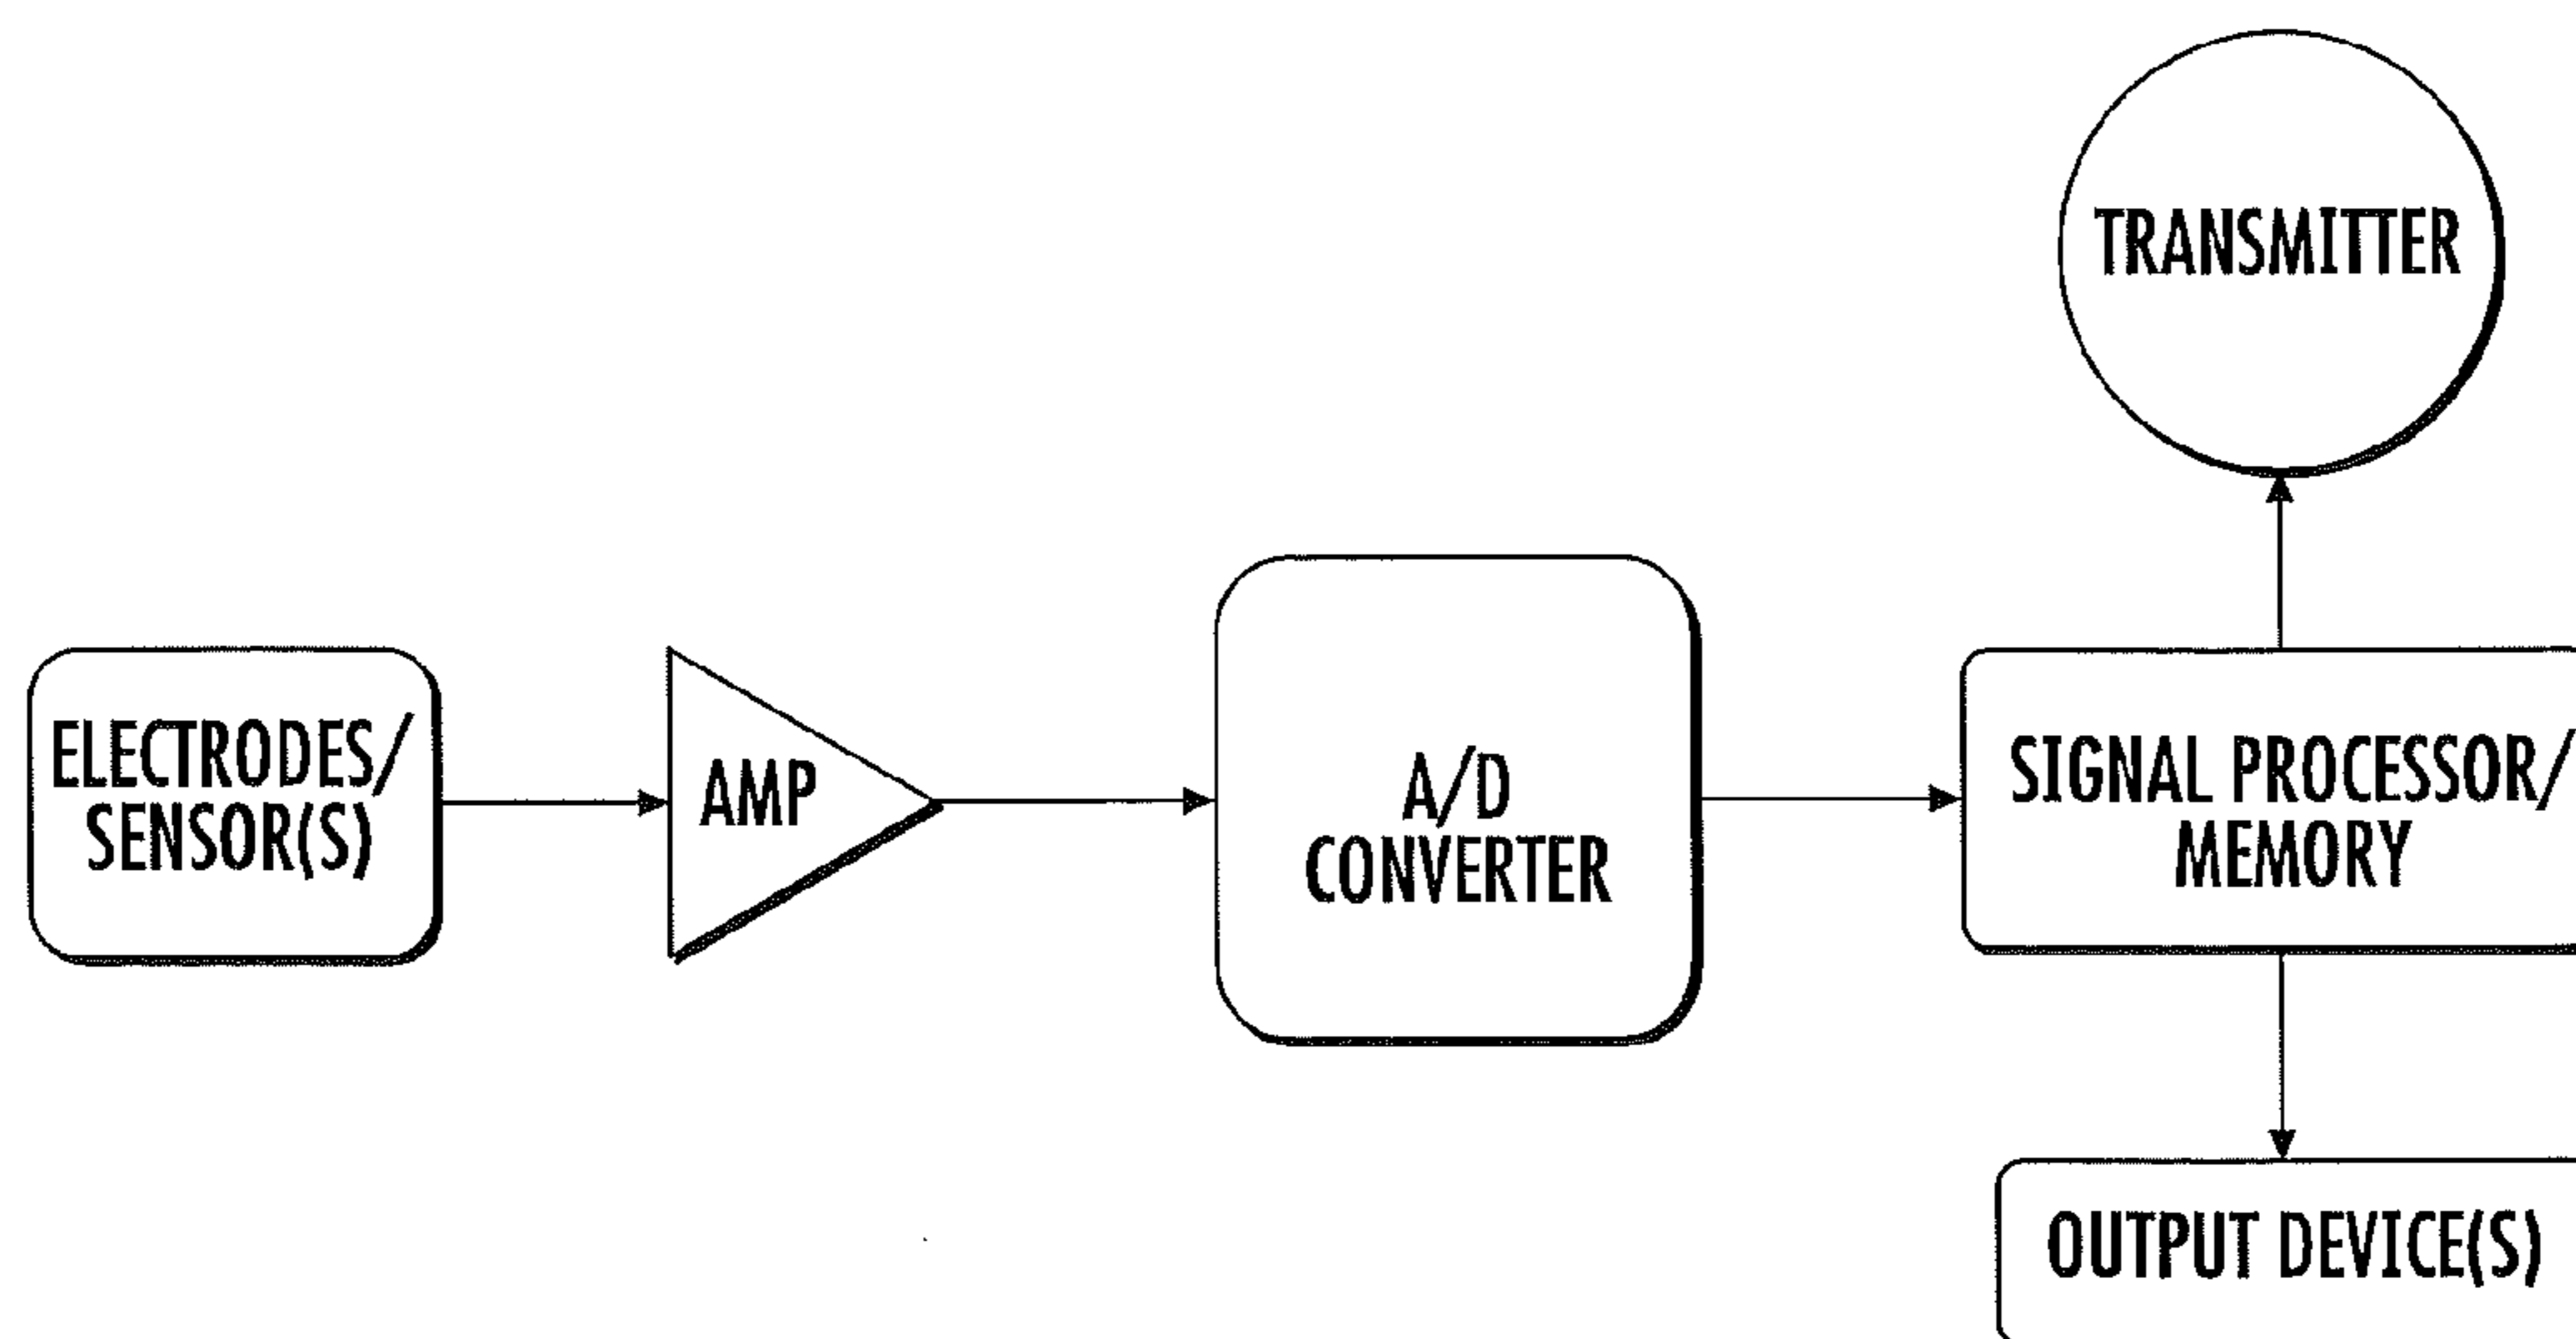 TRANSMITTER
ELECTRODES/
SENSOR(S)
AMP
A/D
CONVERTER
SIGNAL PROCESSOR/
MEMORY
OUTPUT DEVICE(S)